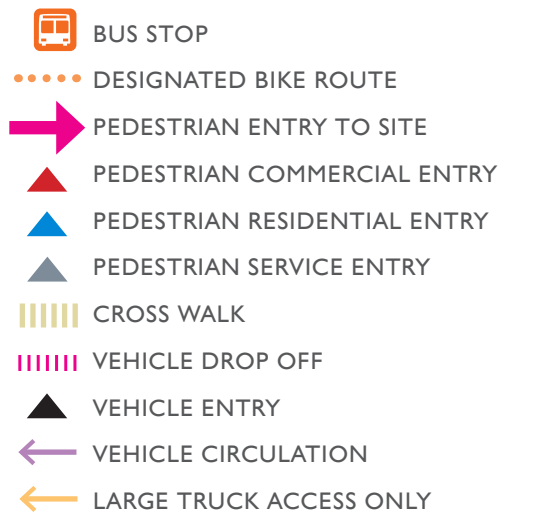 BUS STOP
DESIGNATED BIKE ROUTE
PEDESTRIAN ENTRY TO SITE
PEDESTRIAN COMMERCIAL ENTRY
PEDESTRIAN RESIDENTIAL ENTRY
PEDESTRIAN SERVICE ENTRY
CROSS WALK
VEHICLE DROP OFF
VEHICLE ENTRY
VEHICLE CIRCULATION
LARGE TRUCK ACCESS ONLY